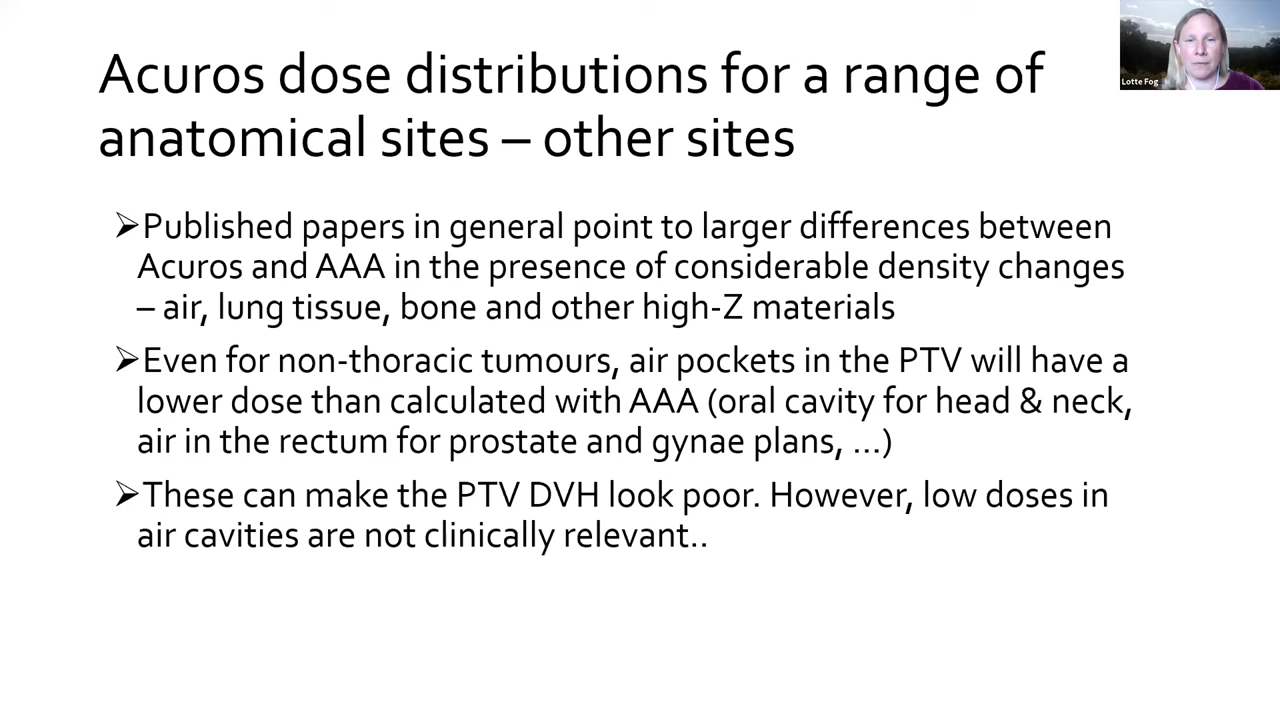 Acuros dose distributions for a range of
anatomical sites – other sites
Lotte Fog
➢Published papers in general point to larger differences between
Acuros and AAA in the presence of considerable density changes
– air, lung tissue, bone and other high-Z materials
➢Even for non-thoracic tumours, air pockets in the PTV will have a
lower dose than calculated with AAA (oral cavity for head & neck,
air in the rectum for prostate and gynae plans, …)
➢These can make the PTV DVH look poor. However, low doses in
air cavities are not clinically relevant..